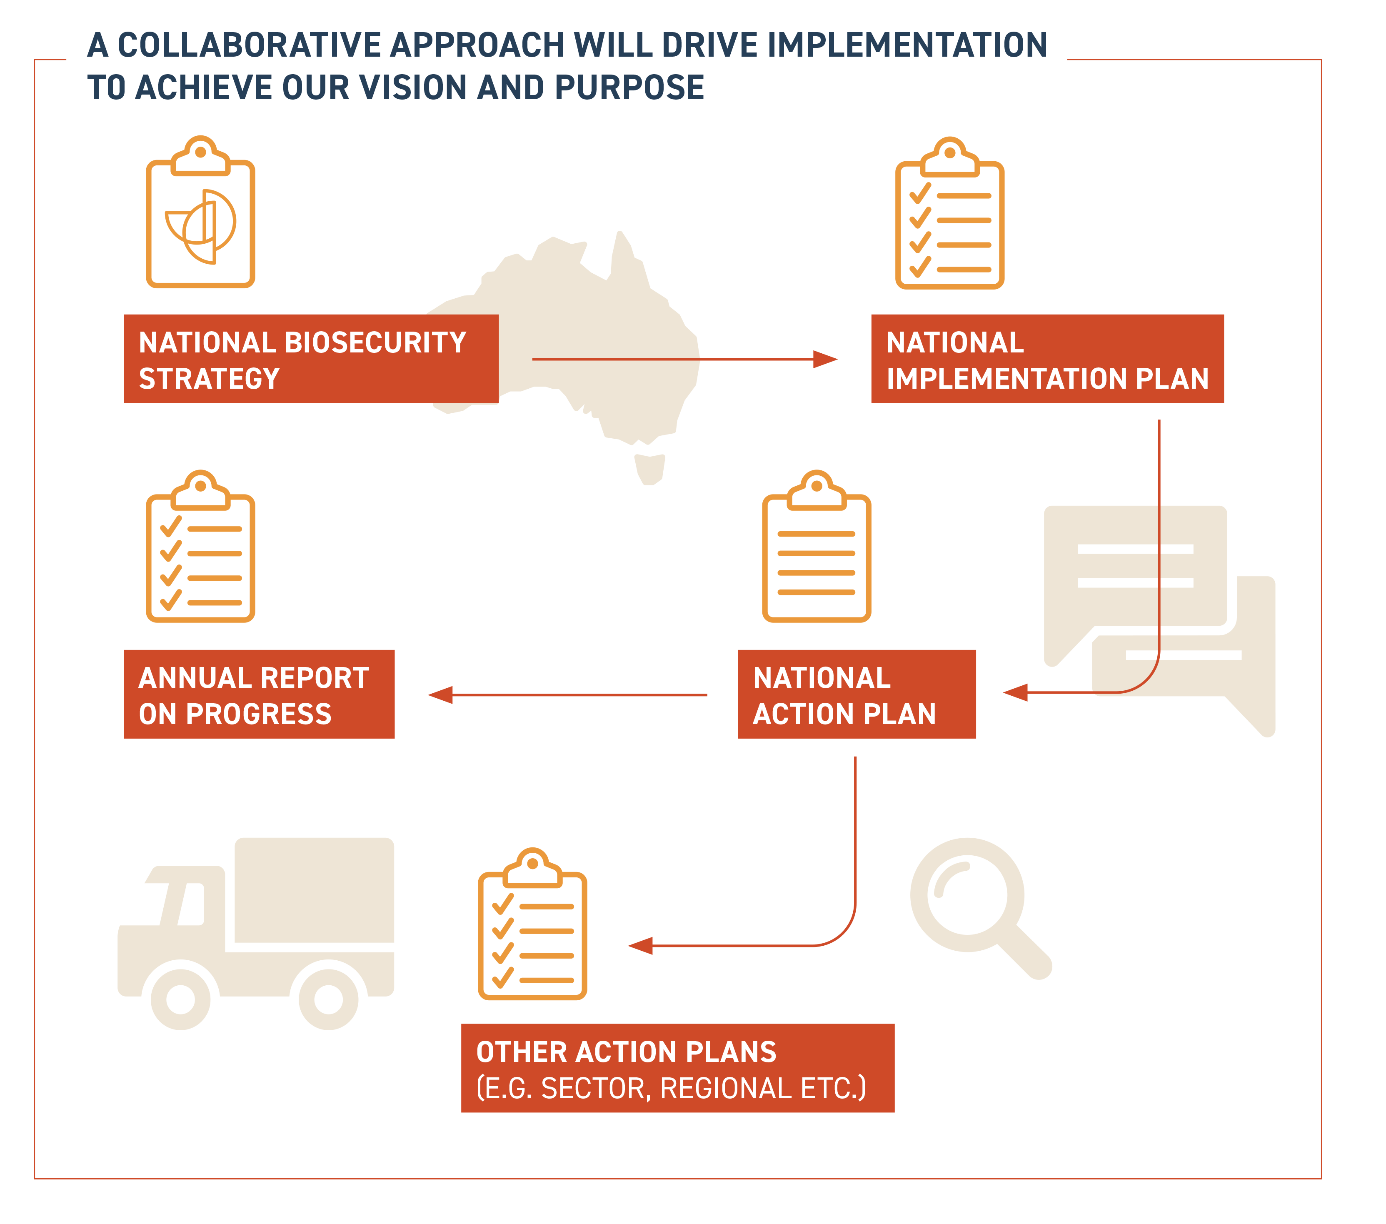 A COLLABORATIVE APPROACH WILL DRIVE IMPLEMENTATION
TO ACHIEVE OUR VISION AND PURPOSE
NATIONAL BIOSECURITY
STRATEGY
NATIONAL
IMPLEMENTATION PLAN
ANNUAL REPORT
ON PROGRESS
NATIONAL
ACTION PLAN
OTHER ACTION PLANS
(E.G. SECTOR, REGIONAL ETC.)